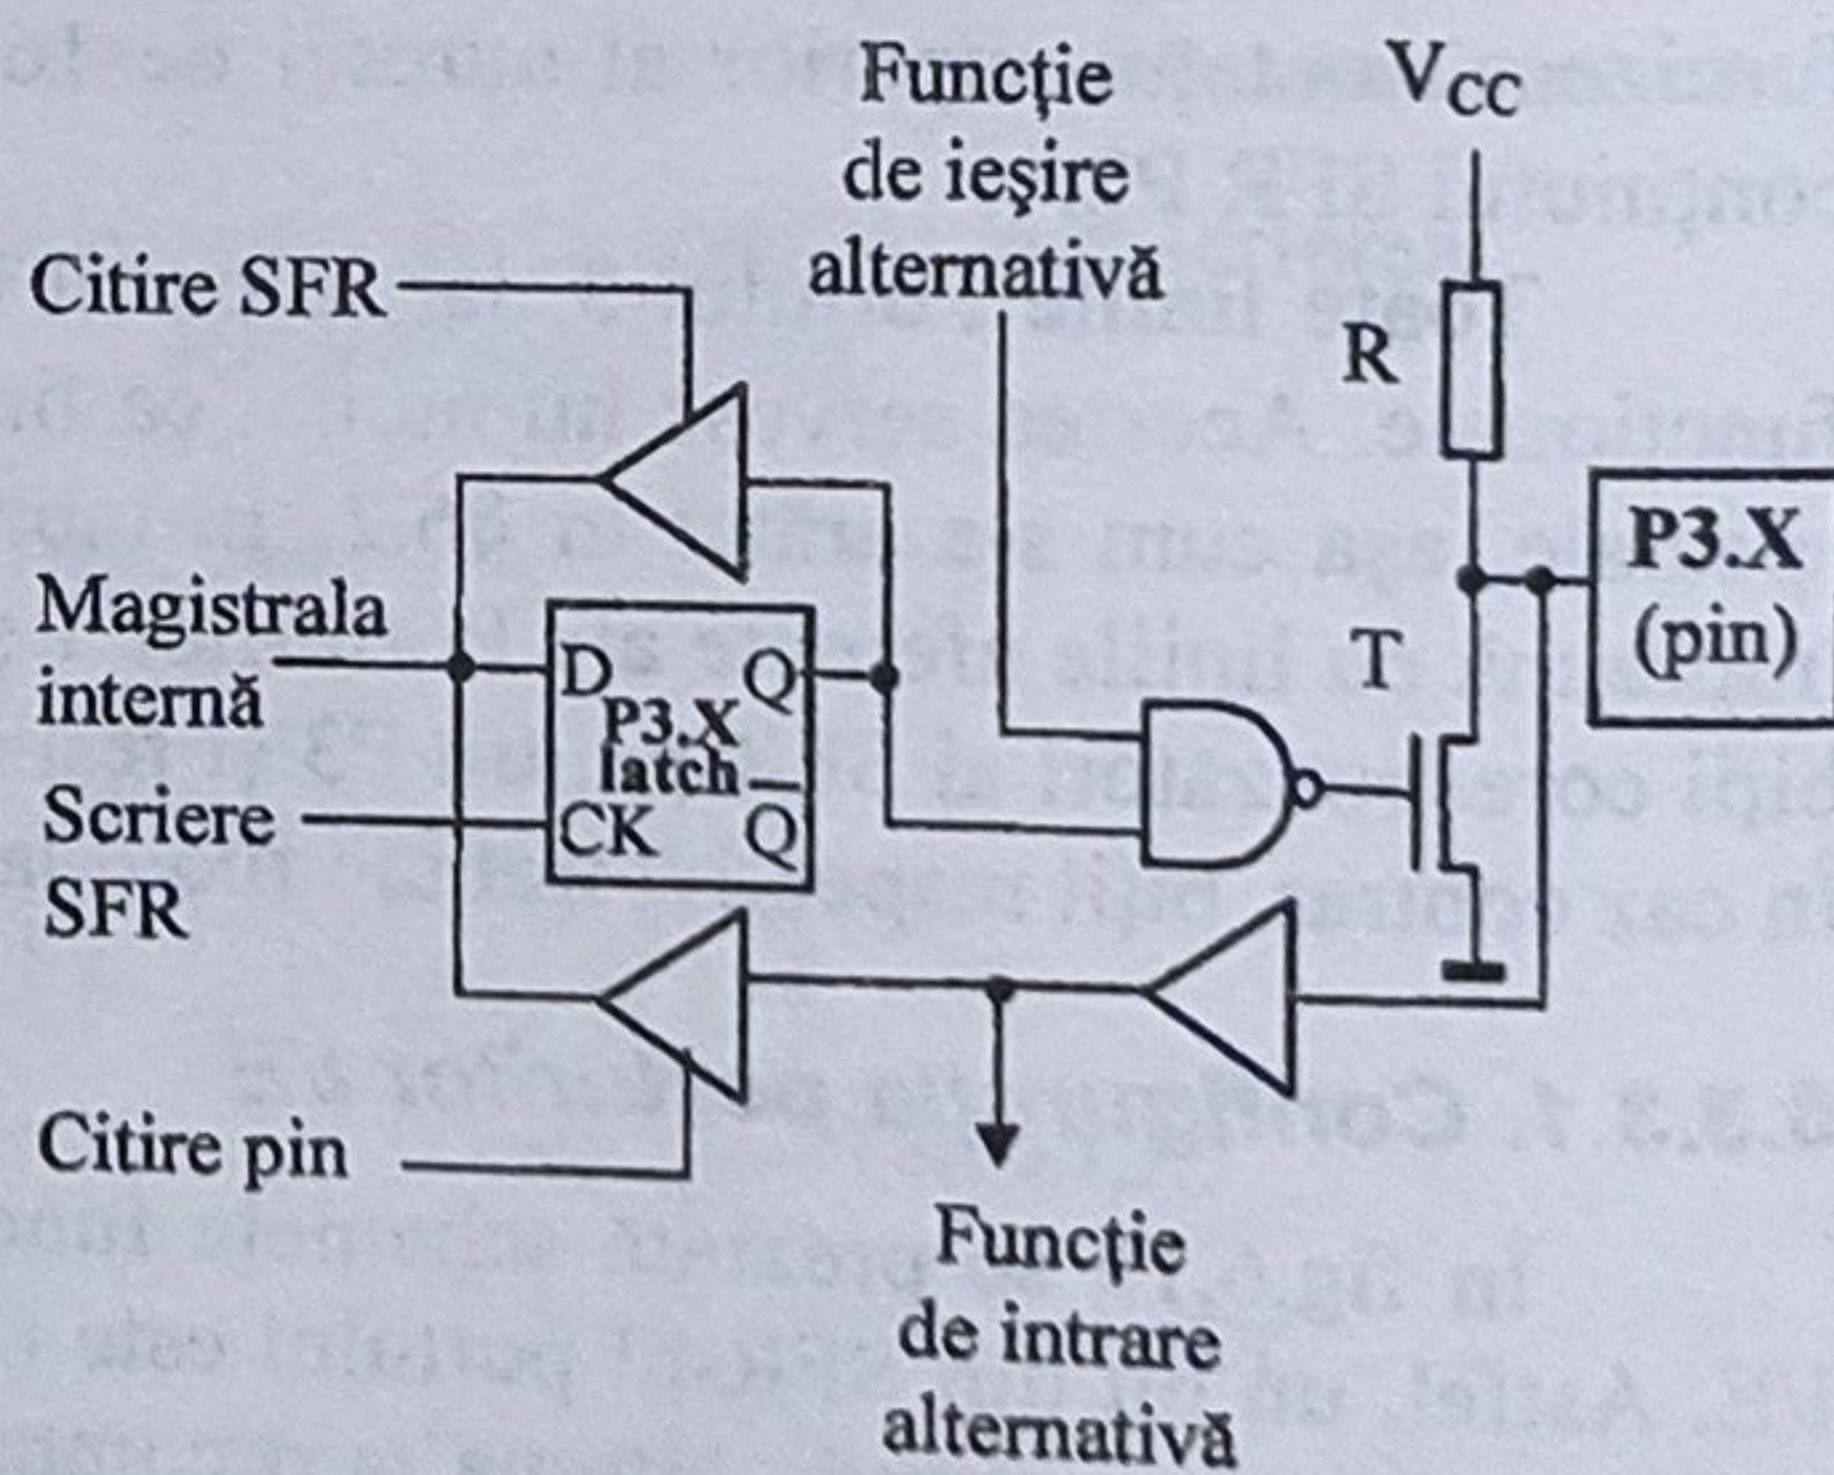 Funcţie
de ieşire
alternativă
VCC
Citire SFR
R
P3.X
(pin)
Magistrala
internă
T
D
Q
P3.X
latch
Scriere
SFR
CK
Q
Citire pin
Funcţie
de intrare
alternativă